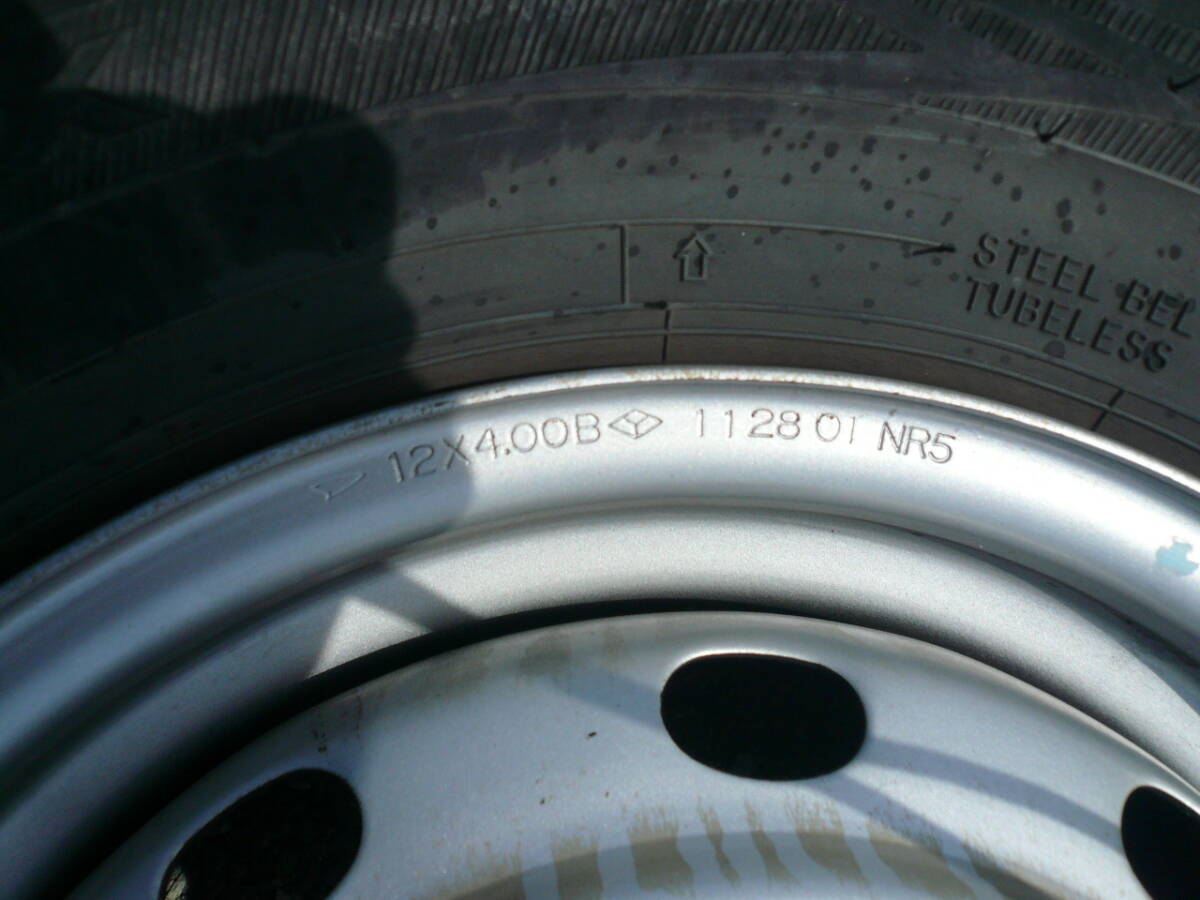 STEEL BEL
TUBELESS
12X4.00B 1128 01 NR5